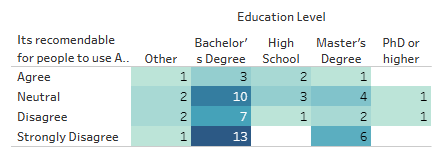 Education Level
Its recomendable Bachelor' High Master's PhD or
for people to use A.. Other s Degree School Degree higher
Agree 1 3 2 1
Neutral 2 10 3 4 1
Disagree 2 7 1 2 1
Strongly Disagree 1 13 6